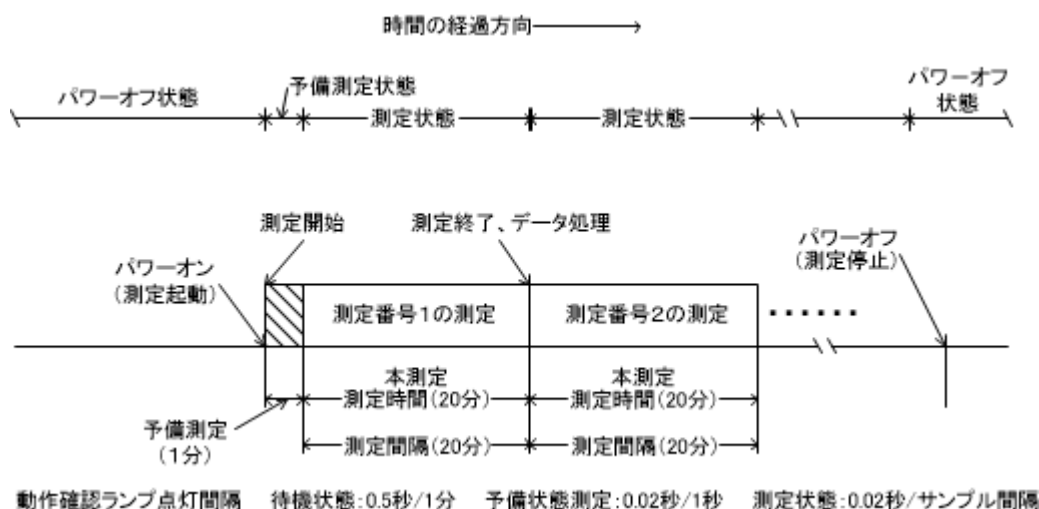 時間の経過方向
パワーオフ状態
予備測定状態
測定状態
測定状態
パワーオフ
状態
測定開始
測定終了、データ処理
パワーオン
(測定起動)
パワーオフ
(測定停止)
測定番号1の測定
測定番号2の測定
・・・・・・
本測定
測定時間(20分)
本測定
測定時間(20分)
予備測定
(1分)
測定間隔(20分)
測定間隔(20分)
動作確認ランプ点灯間隔 待機状態:0.5秒/1分 予備状態測定:0.02秒/1秒 測定状態:0.02秒/サンプル間隔